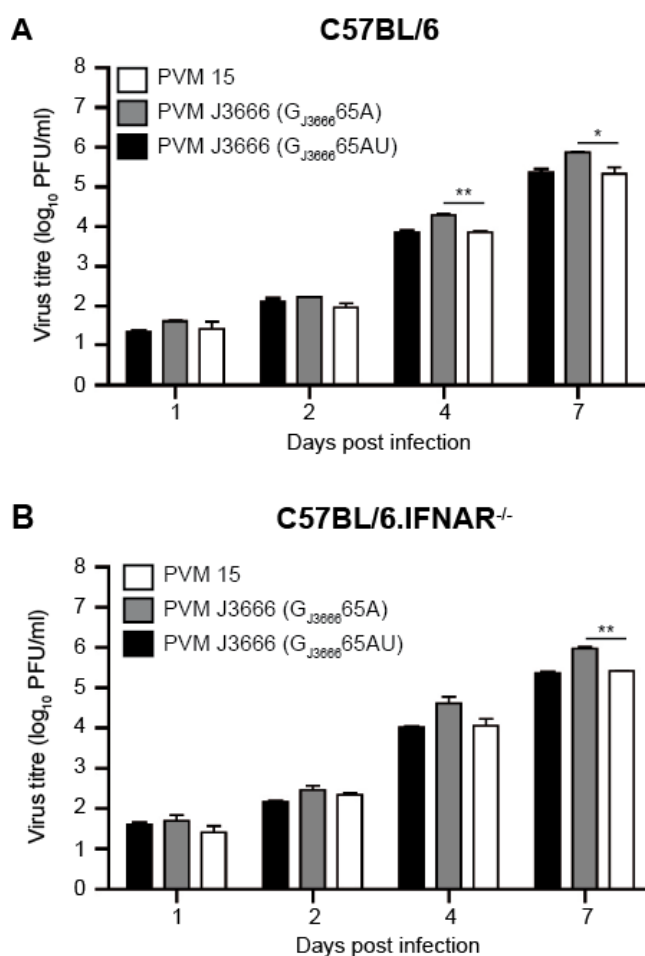 A
C57BL/6
Virus titre (log10 PFU/ml)
8
7
6
5
4
3
2
1
0
PVM 15
PVM J3666 (GJ366665A)
PVM J3666 (GJ366665AU)
**
*
1 2 4 7
Days post infection
B
C57BL/6.IFNAR-/-
Virus titre (log10 PFU/ml)
8
7
6
5
4
3
2
1
0
PVM 15
PVM J3666 (GJ366665A)
PVM J3666 (GJ366665AU)
**
1 2 4 7
Days post infection